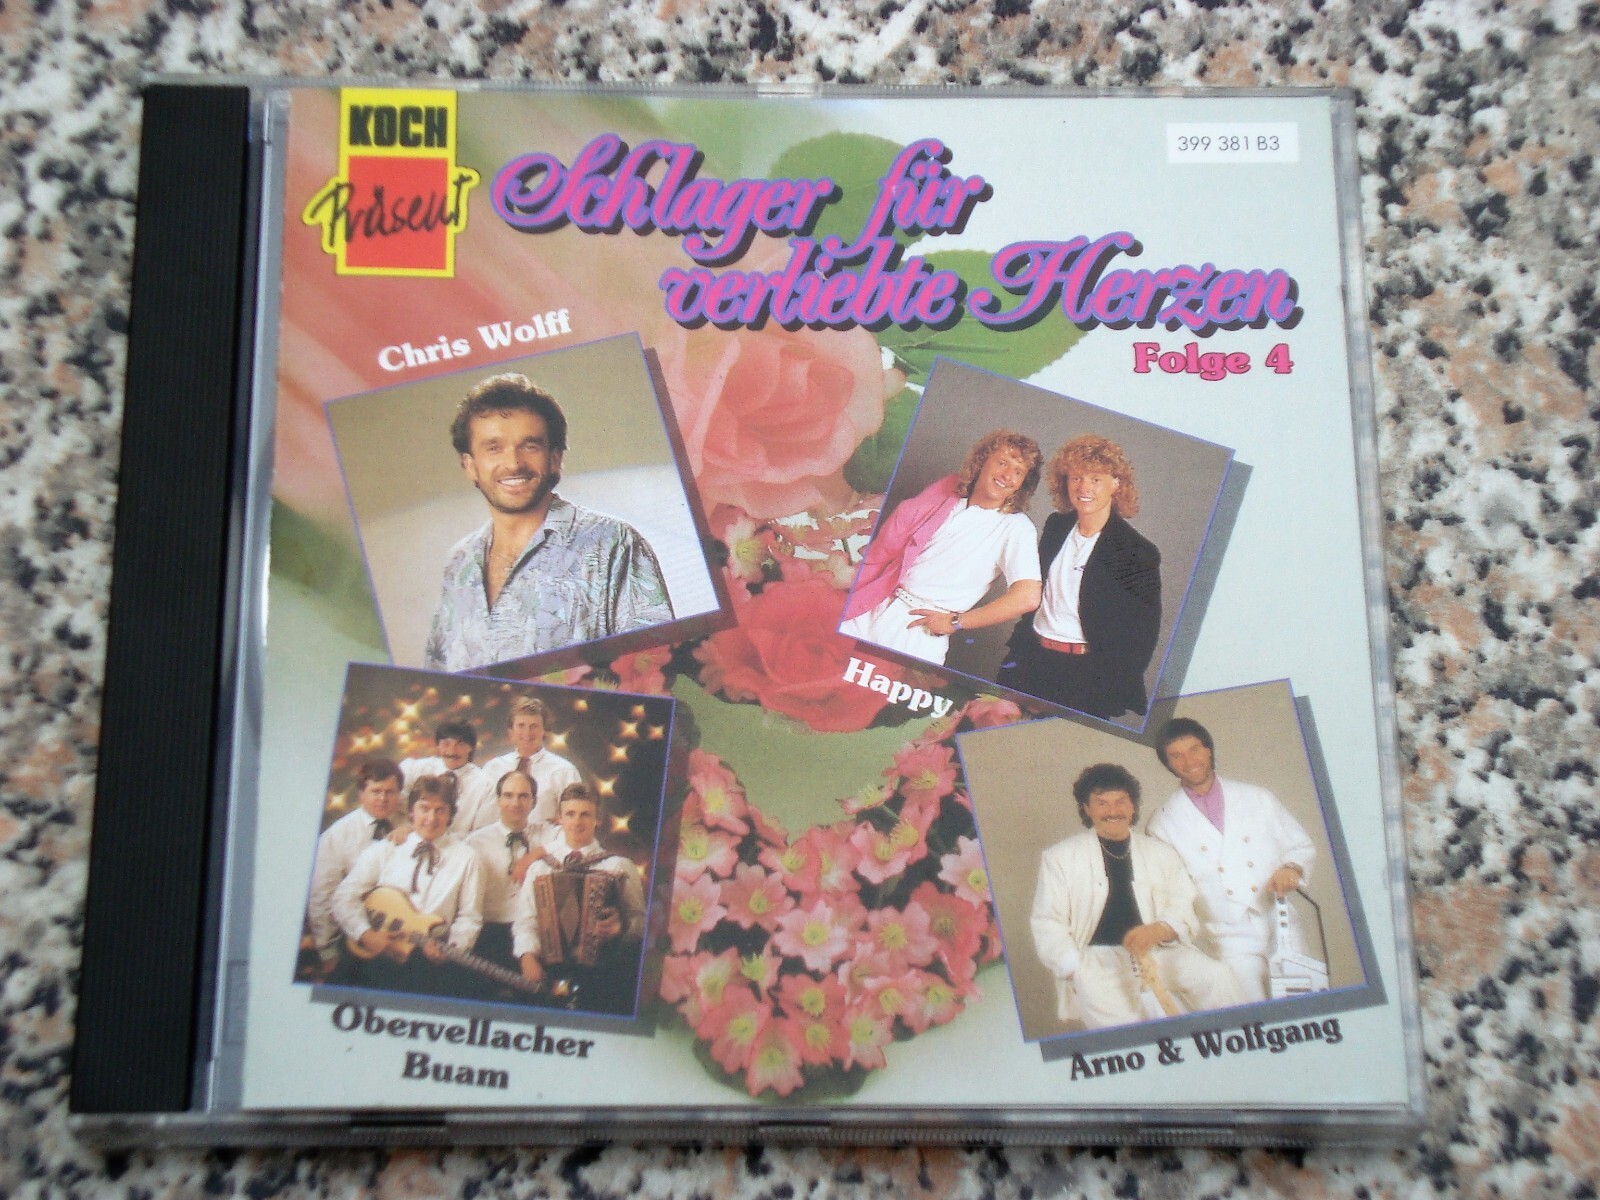 KOCH
Präsent
399 381 B3
Schlager für
verliebte Herzen
Folge 4
Chris Wolff
Happy
Obervellacher
Buam
Arno & Wolfgang